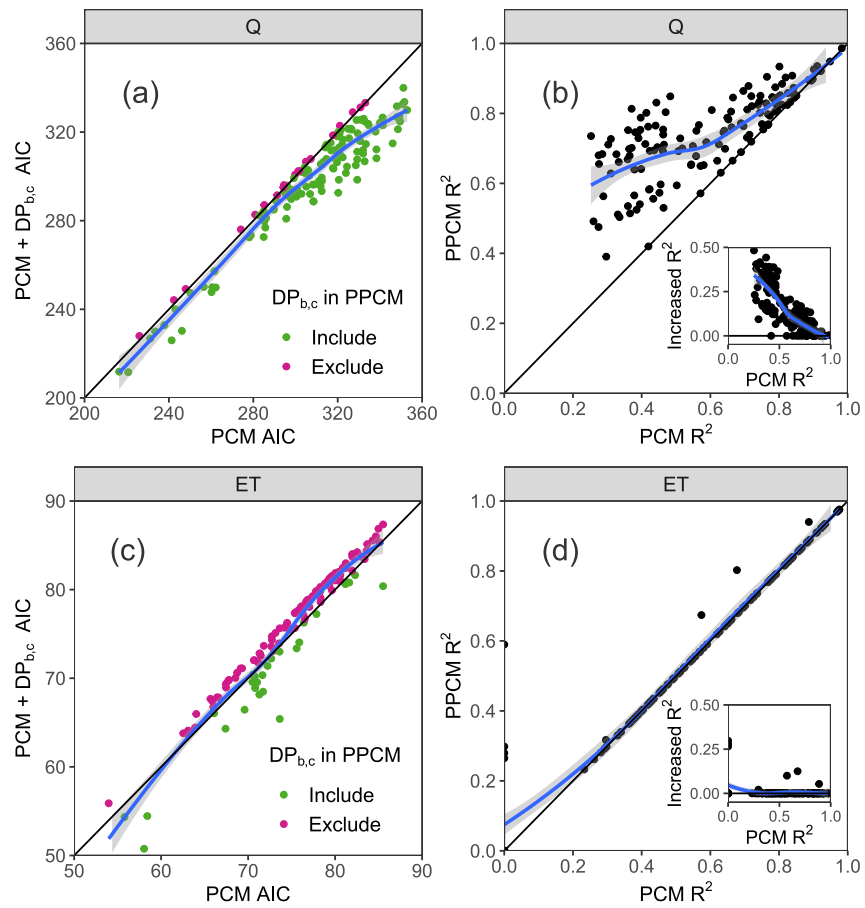 Q
(a)
360
320
280
240
200
PCM + DP_b,c AIC
DP_b,c in PPCM
Include
Exclude
200 240 280 320 360
PCM AIC
Q
(b)
1.0
0.8
0.6
0.4
0.2
0.0
PPCM R²
0.50
0.25
0.00
Increased R²
0.0 0.5 1.0
PCM R²
0.0 0.2 0.4 0.6 0.8 1.0
PCM R²
ET
(c)
90
80
70
60
50
PCM + DP_b,c AIC
DP_b,c in PPCM
Include
Exclude
50 60 70 80 90
PCM AIC
ET
(d)
1.0
0.8
0.6
0.4
0.2
0.0
PPCM R²
0.50
0.25
0.00
Increased R²
0.0 0.5 1.0
PCM R²
0.0 0.2 0.4 0.6 0.8 1.0
PCM R²